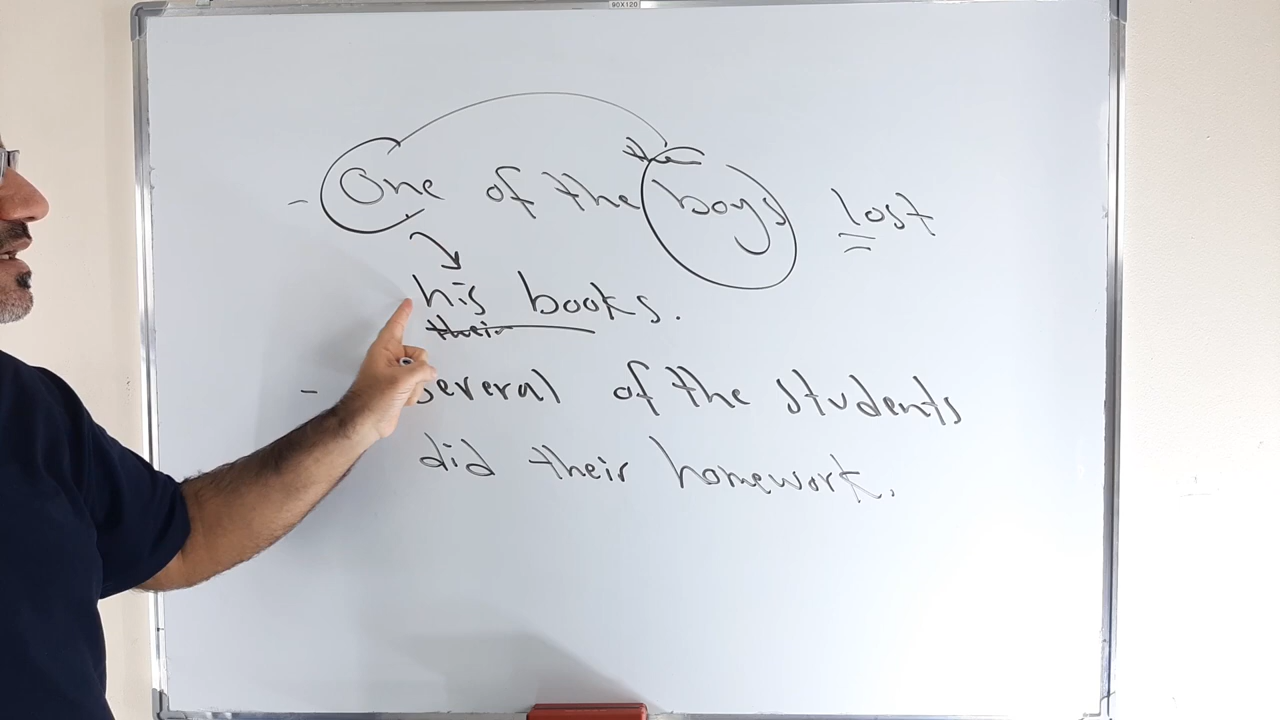 90X120
- One of the boys lost
his books.
their
- Several of the students
did their homework.